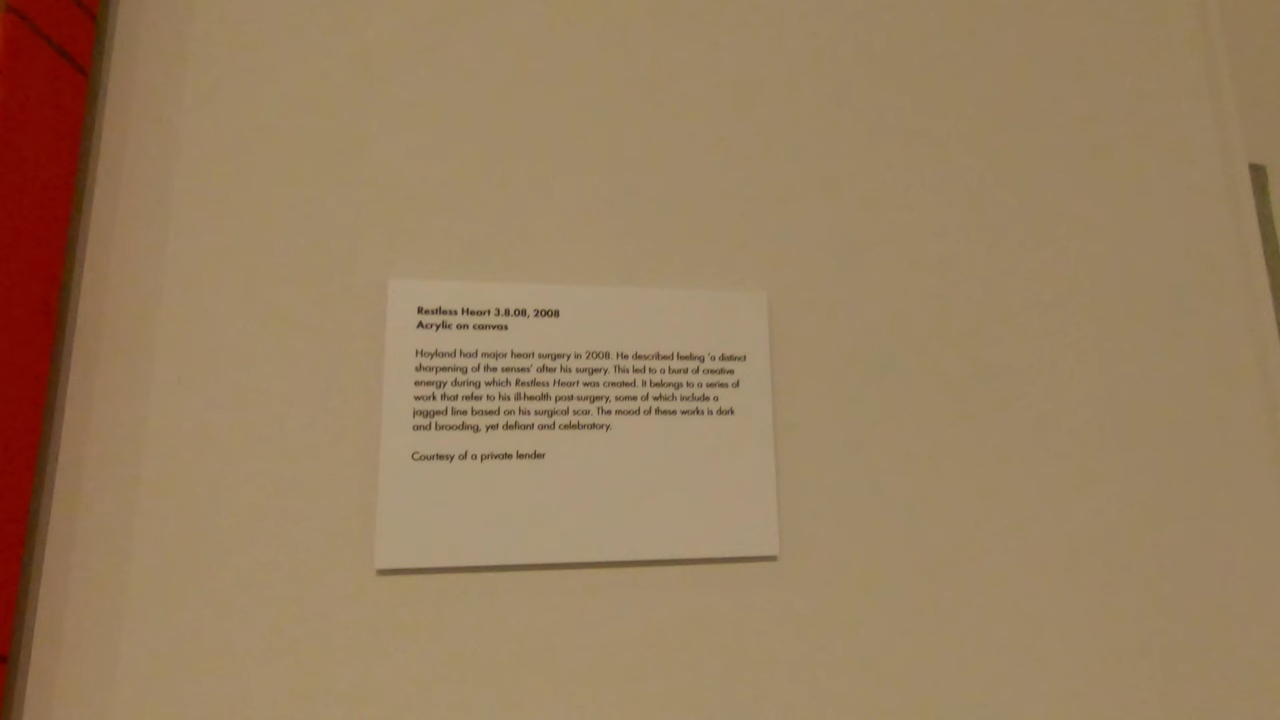 Restless Heart 3.8.08, 2008
Acrylic on canvas
Hoyland had major heart surgery in 2008. He described feeling 'a distinct
sharpening of the senses' after his surgery. This led to a burst of creative
energy during which Restless Heart was created. It belongs to a series of
work that refer to his ill-health post-surgery, some of which include a
jagged line based on his surgical scar. The mood of these works is dark
and brooding, yet defiant and celebratory.
Courtesy of a private lender